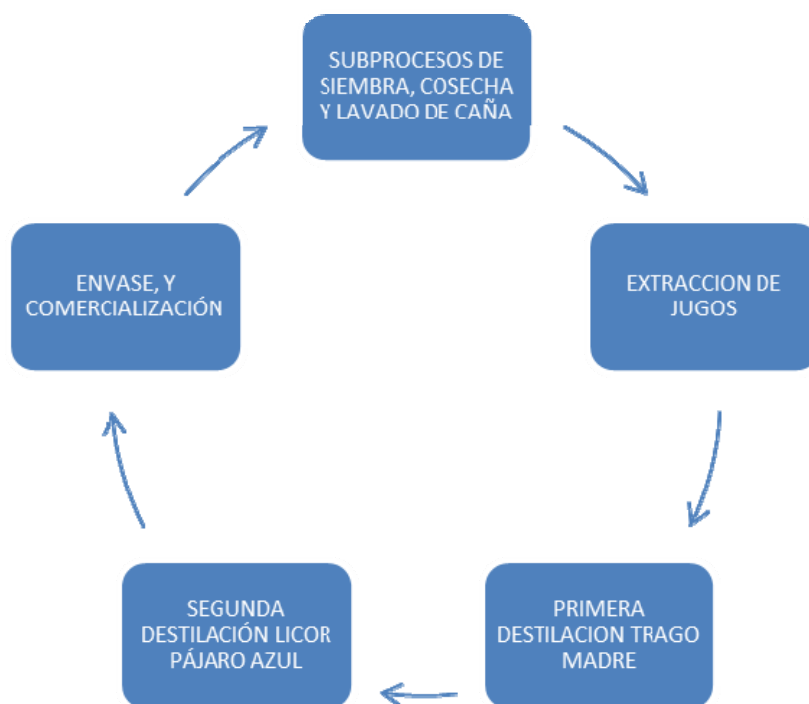 SUBPROCESOS DE
SIEMBRA, COSECHA
Y LAVADO DE CAÑA
EXTRACCION DE
JUGOS
PRIMERA
DESTILACION TRAGO
MADRE
SEGUNDA
DESTILACIÓN LICOR
PÁJARO AZUL
ENVASE, Y
COMERCIALIZACIÓN